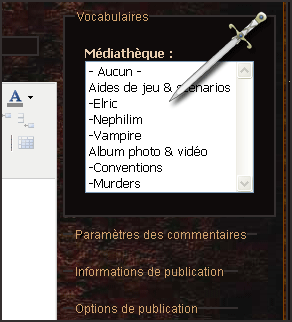 Vocabulaires
Médiathèque :
- Aucun -
Aides de jeu & scénarios
-Elric
-Nephilim
-Vampire
Album photo & vidéo
-Conventions
-Murders
A
Paramètres des commentaires
Informations de publication
Options de publication